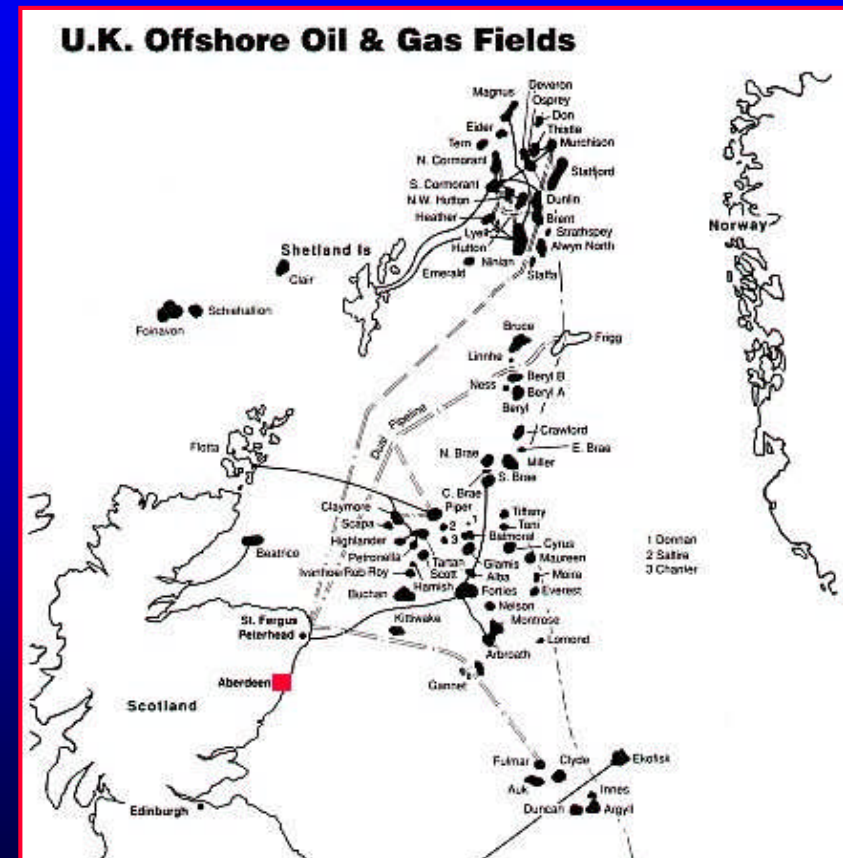 U.K. Offshore Oil & Gas Fields
Deveron
Magnus
Osprey
Don
Eider
Thistle
Tern
Murchison
N. Cormorant
Statfjord
S. Cormorant
N.W. Hutton
Dunlin
Heather
Brent
Norway
Lyell
Strathspey
Shetland Is
Hutton
Alwyn North
Emerald
Ninian
Staffa
Clair
Schiehallion
Foinavon
Bruce
Frigg
Linnhe
Beryl B
Ness
Beryl A
Beryl
Dual Pipeline
Crawford
Flotta
N. Brae
E. Brae
Miller
S. Brae
C. Brae
Claymore
Piper
Tiffany
Scapa
1
2
Toni
Highlander
3
Balmoral
1 Donnan
Beatrice
Petronella
Cyrus
2 Saltire
Tartan
Glamis
Maureen
3 Chanter
Ivanhoe
Rob Roy
Scott
Alba
Moira
Buchan
Hamish
Forties
Everest
Nelson
St. Fergus
Kittiwake
Montrose
Peterhead
Lomond
Arbroath
Aberdeen
Gannet
Scotland
Fulmar
Clyde
Ekofisk
Auk
Innes
Edinburgh
Duncan
Argyll